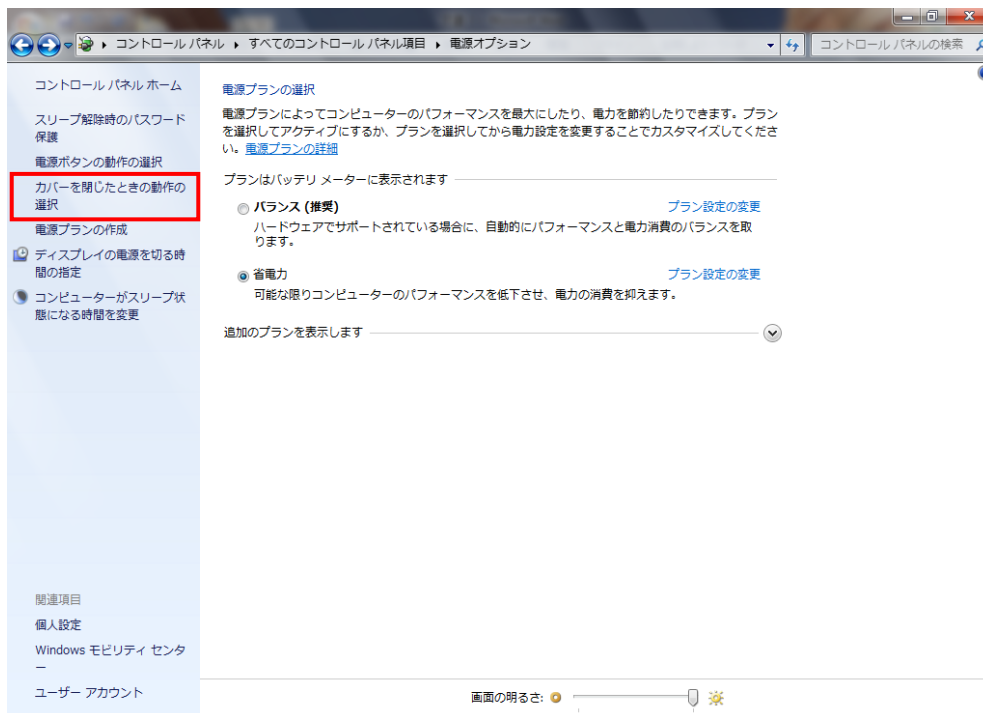 コントロール パネル ▸ すべてのコントロール パネル項目 ▸ 電源オプション
コントロール パネルの検索
コントロール パネル ホーム
スリープ解除時のパスワード
保護
電源ボタンの動作の選択
カバーを閉じたときの動作の
選択
電源プランの作成
ディスプレイの電源を切る時
間の指定
コンピューターがスリープ状
態になる時間を変更
関連項目
個人設定
Windows モビリティ センタ
ー
ユーザー アカウント
電源プランの選択
電源プランによってコンピューターのパフォーマンスを最大にしたり、電力を節約したりできます。プラン
を選択してアクティブにするか、プランを選択してから電力設定を変更することでカスタマイズしてくださ
い。電源プランの詳細
プランはバッテリ メーターに表示されます
バランス (推奨)
プラン設定の変更
ハードウェアでサポートされている場合に、自動的にパフォーマンスと電力消費のバランスを取
ります。
省電力
プラン設定の変更
可能な限りコンピューターのパフォーマンスを低下させ、電力の消費を抑えます。
追加のプランを表示します
画面の明るさ: